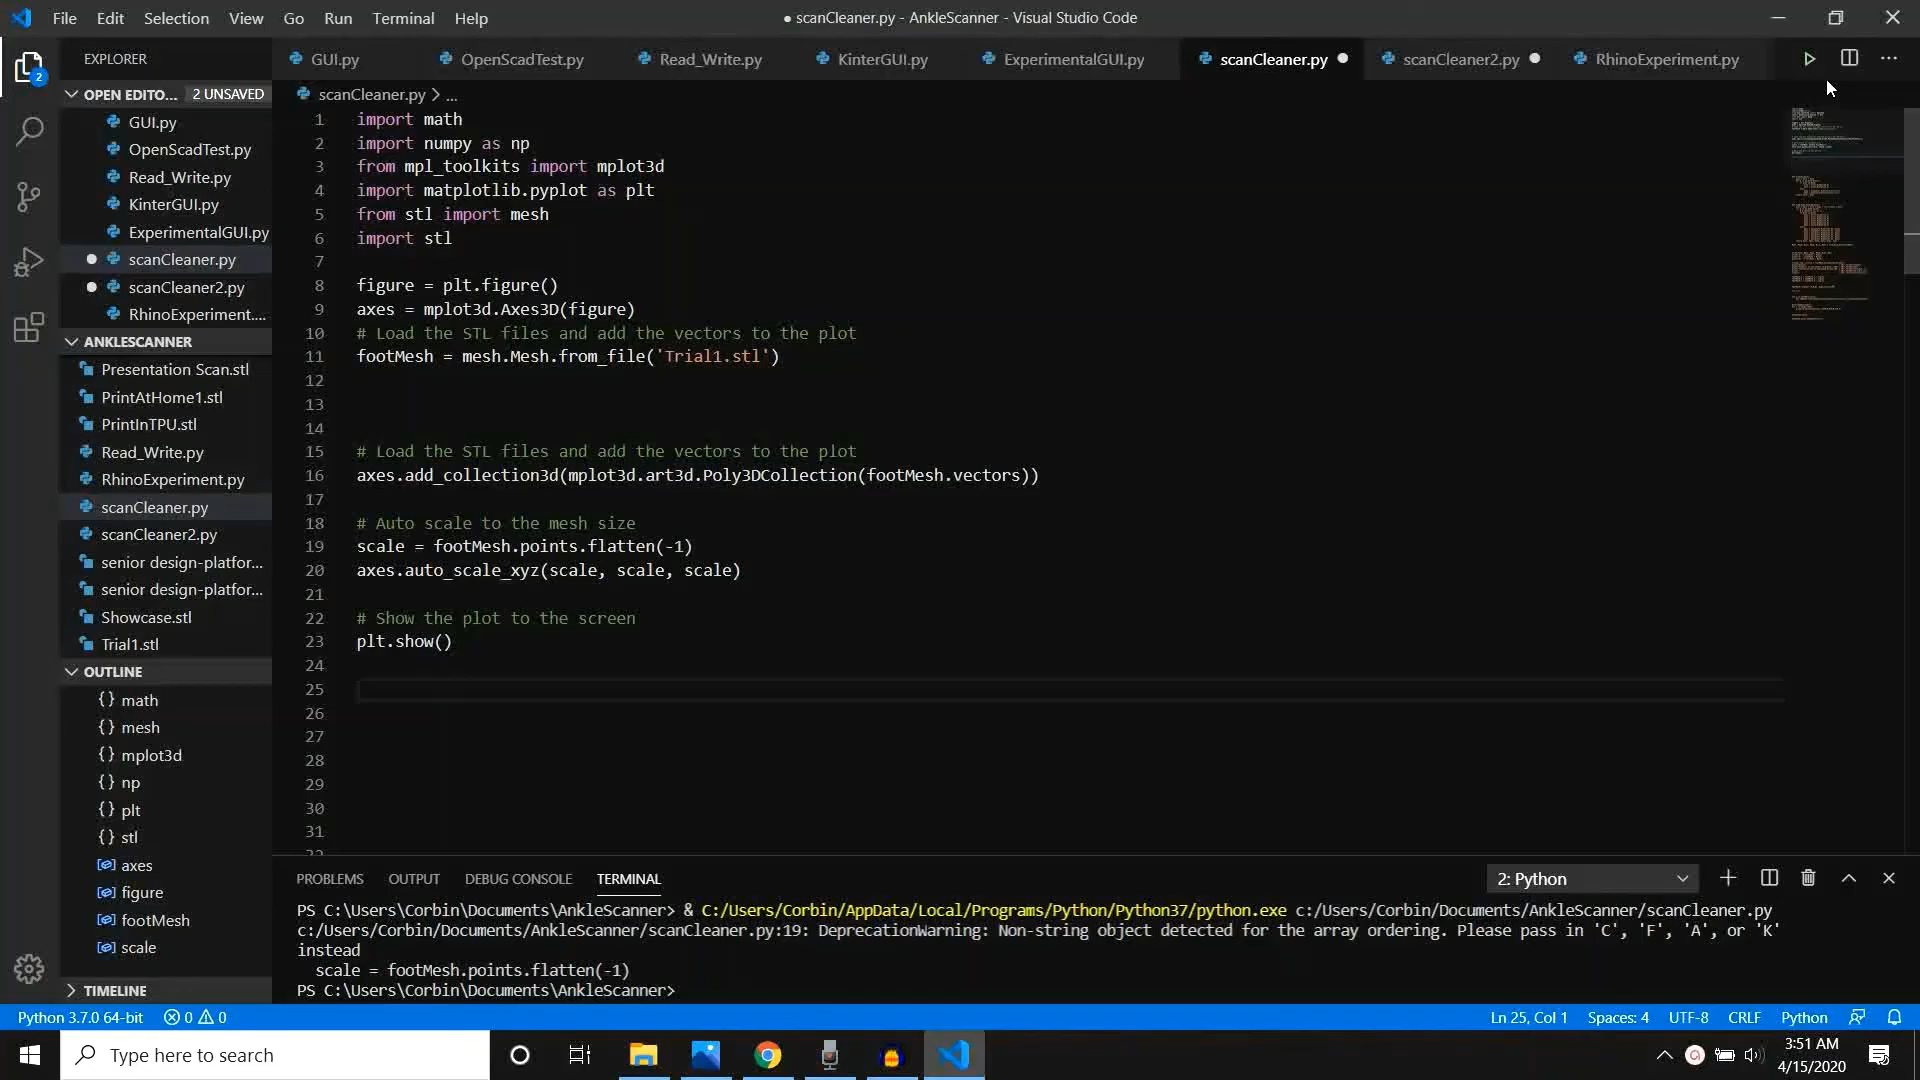 File Edit Selection View Go Run Terminal Help
● scanCleaner.py - AnkleScanner - Visual Studio Code
EXPLORER
GUI.py OpenScadTest.py Read_Write.py KinterGUI.py ExperimentalGUI.py scanCleaner.py scanCleaner2.py RhinoExperiment.py
2
OPEN EDITO... 2 UNSAVED
GUI.py
OpenScadTest.py
Read_Write.py
KinterGUI.py
ExperimentalGUI.py
scanCleaner.py
scanCleaner2.py
RhinoExperiment....
ANKLESCANNER
Presentation Scan.stl
PrintAtHome1.stl
PrintInTPU.stl
Read_Write.py
RhinoExperiment.py
scanCleaner.py
scanCleaner2.py
senior design-platfor...
senior design-platfor...
Showcase.stl
Trial1.stl
OUTLINE
{} math
{} mesh
{} mplot3d
{} np
{} plt
{} stl
axes
figure
footMesh
scale
TIMELINE
scanCleaner.py > ...
1 import math
2 import numpy as np
3 from mpl_toolkits import mplot3d
4 import matplotlib.pyplot as plt
5 from stl import mesh
6 import stl
7
8 figure = plt.figure()
9 axes = mplot3d.Axes3D(figure)
10 # Load the STL files and add the vectors to the plot
11 footMesh = mesh.Mesh.from_file('Trial1.stl')
12
13
14
15 # Load the STL files and add the vectors to the plot
16 axes.add_collection3d(mplot3d.art3d.Poly3DCollection(footMesh.vectors))
17
18 # Auto scale to the mesh size
19 scale = footMesh.points.flatten(-1)
20 axes.auto_scale_xyz(scale, scale, scale)
21
22 # Show the plot to the screen
23 plt.show()
24
25
26
27
28
29
30
31
PROBLEMS OUTPUT DEBUG CONSOLE TERMINAL 2: Python
PS C:\Users\Corbin\Documents\AnkleScanner> & C:/Users/Corbin/AppData/Local/Programs/Python/Python37/python.exe c:/Users/Corbin/Documents/AnkleScanner/scanCleaner.py
c:/Users/Corbin/Documents/AnkleScanner/scanCleaner.py:19: DeprecationWarning: Non-string object detected for the array ordering. Please pass in 'C', 'F', 'A', or 'K'
instead
scale = footMesh.points.flatten(-1)
PS C:\Users\Corbin\Documents\AnkleScanner>
Python 3.7.0 64-bit 0 0 Ln 25, Col 1 Spaces: 4 UTF-8 CRLF Python
Type here to search
3:51 AM
4/15/2020